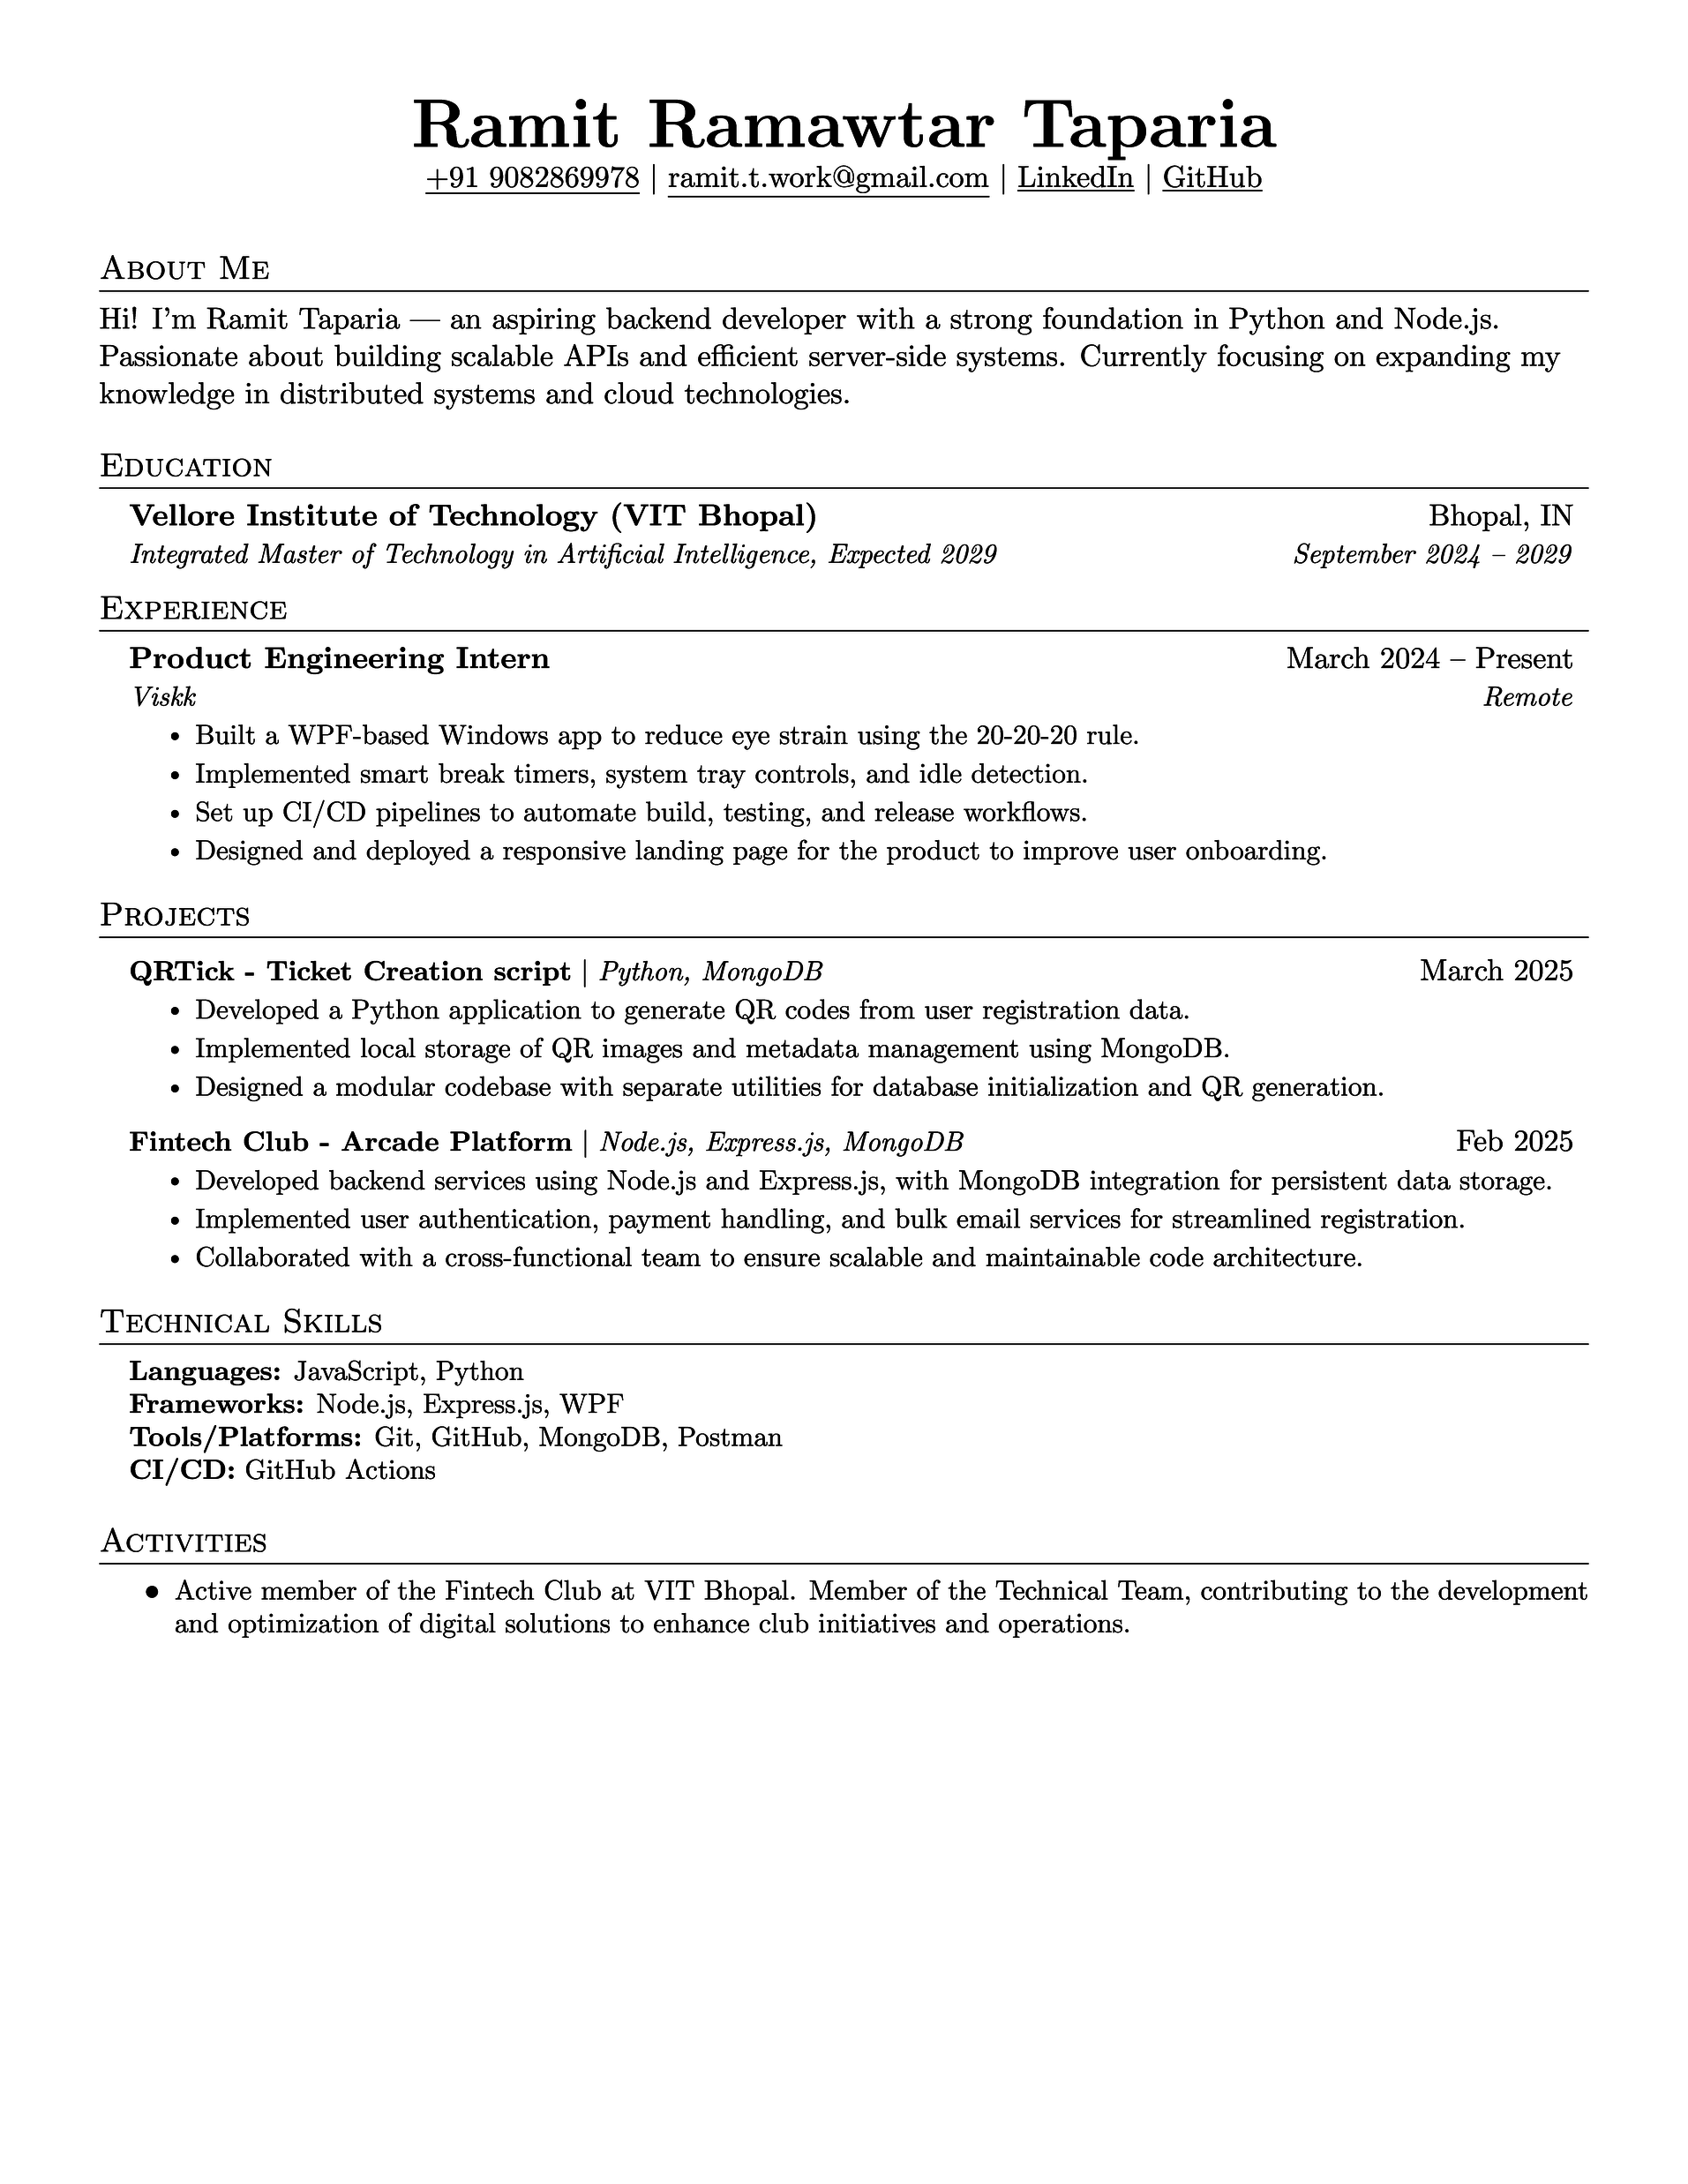 Ramit Ramawtar Taparia
+91 9082869978 | ramit.t.work@gmail.com | LinkedIn | GitHub
About Me
Hi! I'm Ramit Taparia — an aspiring backend developer with a strong foundation in Python and Node.js.
Passionate about building scalable APIs and efficient server-side systems. Currently focusing on expanding my
knowledge in distributed systems and cloud technologies.
Education
Vellore Institute of Technology (VIT Bhopal) Bhopal, IN
Integrated Master of Technology in Artificial Intelligence, Expected 2029 September 2024 – 2029
Experience
Product Engineering Intern March 2024 – Present
Viskk Remote
• Built a WPF-based Windows app to reduce eye strain using the 20-20-20 rule.
• Implemented smart break timers, system tray controls, and idle detection.
• Set up CI/CD pipelines to automate build, testing, and release workflows.
• Designed and deployed a responsive landing page for the product to improve user onboarding.
Projects
QRTick - Ticket Creation script | Python, MongoDB March 2025
• Developed a Python application to generate QR codes from user registration data.
• Implemented local storage of QR images and metadata management using MongoDB.
• Designed a modular codebase with separate utilities for database initialization and QR generation.
Fintech Club - Arcade Platform | Node.js, Express.js, MongoDB Feb 2025
• Developed backend services using Node.js and Express.js, with MongoDB integration for persistent data storage.
• Implemented user authentication, payment handling, and bulk email services for streamlined registration.
• Collaborated with a cross-functional team to ensure scalable and maintainable code architecture.
Technical Skills
Languages: JavaScript, Python
Frameworks: Node.js, Express.js, WPF
Tools/Platforms: Git, GitHub, MongoDB, Postman
CI/CD: GitHub Actions
Activities
• Active member of the Fintech Club at VIT Bhopal. Member of the Technical Team, contributing to the development
and optimization of digital solutions to enhance club initiatives and operations.